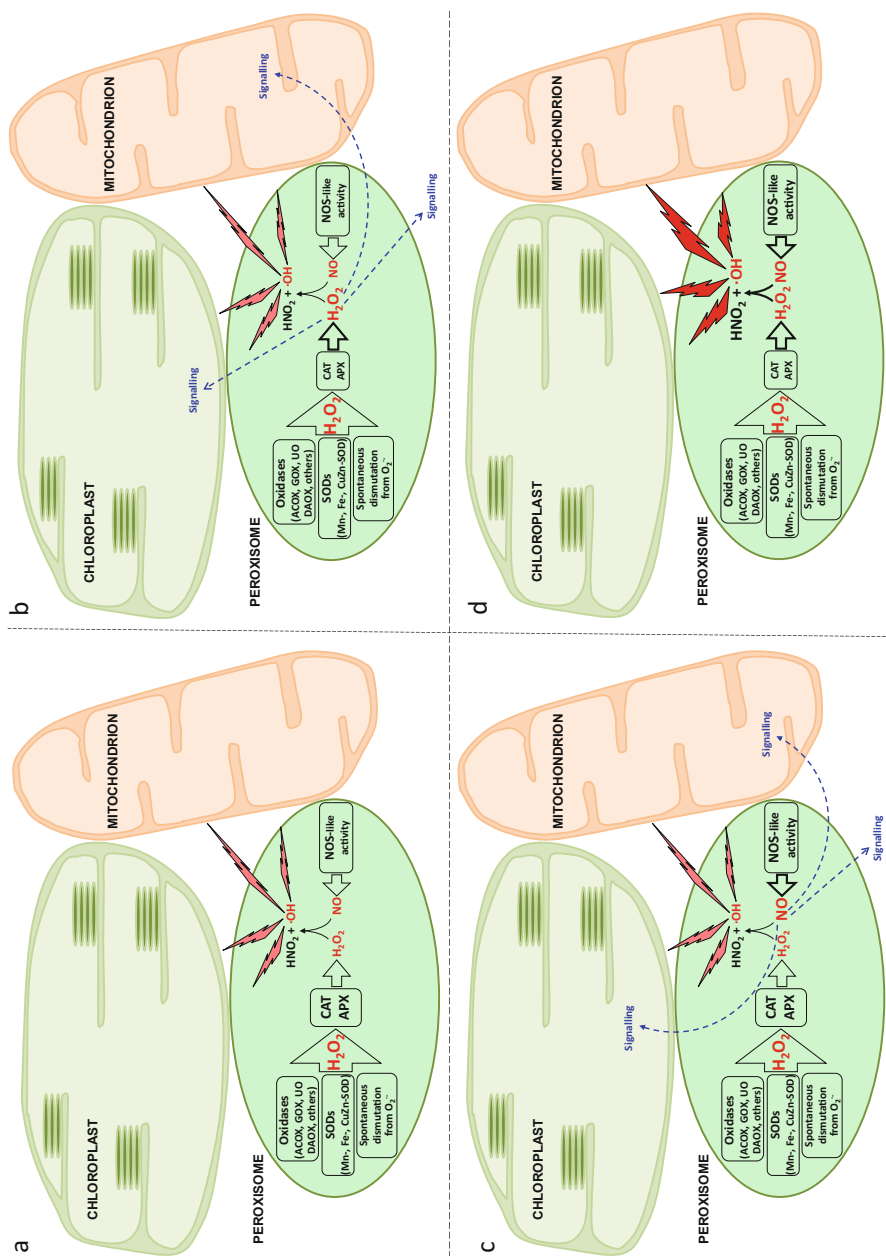 a
CHLOROPLAST
MITOCHONDRION
PEROXISOME
Oxidases
(ACOX, GOX, UO
DAOX, others)
SODs
(Mn-, Fe-, CuZn-SOD)
Spontaneous
dismutation
from O₂·⁻
H₂O₂
CAT
APX
H₂O₂
NO
HNO₂ + ·OH
NOS-like
activity
b
CHLOROPLAST
MITOCHONDRION
PEROXISOME
Signalling
Signalling
Signalling
Oxidases
(ACOX, GOX, UO
DAOX, others)
SODs
(Mn-, Fe-, CuZn-SOD)
Spontaneous
dismutation
from O₂·⁻
H₂O₂
CAT
APX
H₂O₂
NO
HNO₂ + ·OH
NOS-like
activity
c
CHLOROPLAST
MITOCHONDRION
PEROXISOME
Signalling
Signalling
Signalling
Oxidases
(ACOX, GOX, UO
DAOX, others)
SODs
(Mn-, Fe-, CuZn-SOD)
Spontaneous
dismutation
from O₂·⁻
H₂O₂
CAT
APX
H₂O₂
NO
HNO₂ + ·OH
NOS-like
activity
d
CHLOROPLAST
MITOCHONDRION
PEROXISOME
Oxidases
(ACOX, GOX, UO
DAOX, others)
SODs
(Mn-, Fe-, CuZn-SOD)
Spontaneous
dismutation
from O₂·⁻
H₂O₂
CAT
APX
H₂O₂ NO
HNO₂ + ·OH
NOS-like
activity